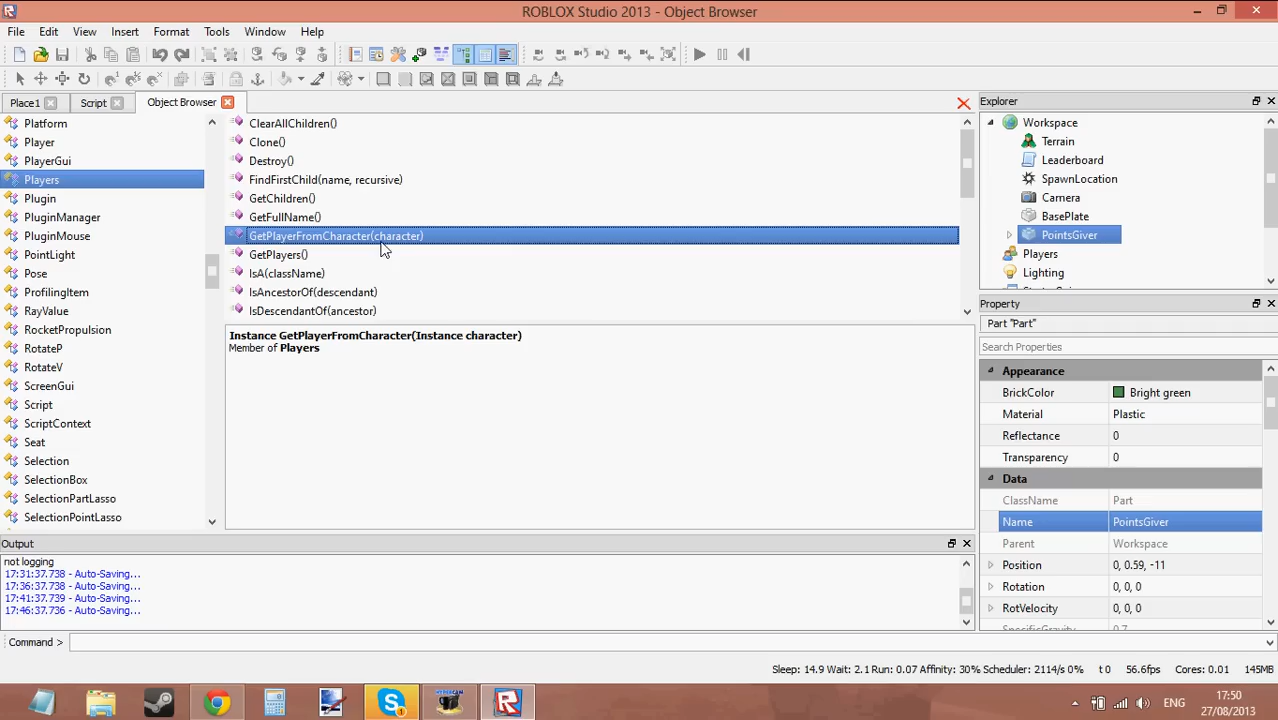 ROBLOX Studio 2013 - Object Browser
File Edit View Insert Format Tools Window Help
Place1 Script Object Browser
Platform
Player
PlayerGui
Players
Plugin
PluginManager
PluginMouse
PointLight
Pose
ProfilingItem
RayValue
RocketPropulsion
RotateP
RotateV
ScreenGui
Script
ScriptContext
Seat
Selection
SelectionBox
SelectionPartLasso
SelectionPointLasso
ClearAllChildren()
Clone()
Destroy()
FindFirstChild(name, recursive)
GetChildren()
GetFullName()
GetPlayerFromCharacter(character)
GetPlayers()
IsA(className)
IsAncestorOf(descendant)
IsDescendantOf(ancestor)
Instance GetPlayerFromCharacter(Instance character)
Member of Players
Explorer
Workspace
Terrain
Leaderboard
SpawnLocation
Camera
BasePlate
PointsGiver
Players
Lighting
Property
Part "Part"
Search Properties
Appearance
BrickColor Bright green
Material Plastic
Reflectance 0
Transparency 0
Data
ClassName Part
Name PointsGiver
Parent Workspace
Position 0, 0.59, -11
Rotation 0, 0, 0
RotVelocity 0, 0, 0
Output
not logging
17:31:37.738 - Auto-Saving...
17:36:37.738 - Auto-Saving...
17:41:37.739 - Auto-Saving...
17:46:37.736 - Auto-Saving...
Command >
Sleep: 14.9 Wait: 2.1 Run: 0.07 Affinity: 30% Scheduler: 2114/s 0% t 0 56.6fps Cores: 0.01 145MB
ENG
17:50
27/08/2013